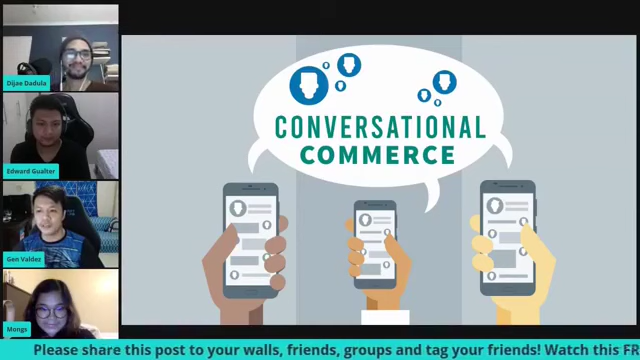 Dijae Dadula
Edward Gualter
Gen Valdez
Mongs
CONVERSATIONAL
COMMERCE
Please share this post to your walls, friends, groups and tag your friends! Watch this FR